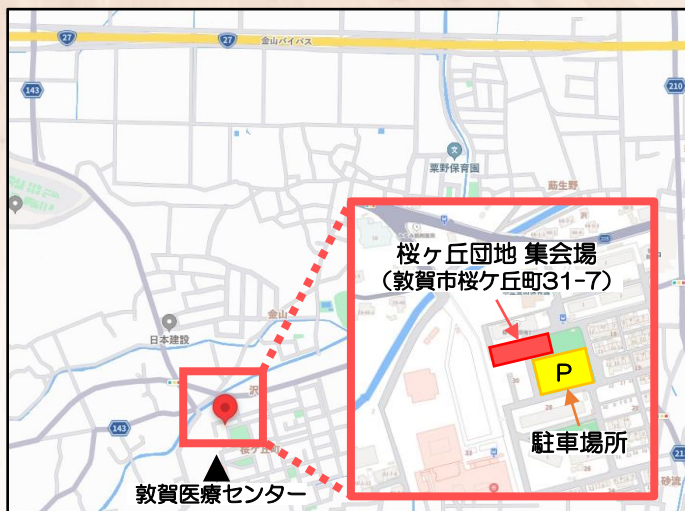 27
27
金山バイパス
143
210
粟野保育園
莇生野
桜ヶ丘団地 集会場
(敦賀市桜ケ丘町31-7)
金山
日本建設
沢
P
143
桜ケ丘町
駐車場所
敦賀医療センター
砂流